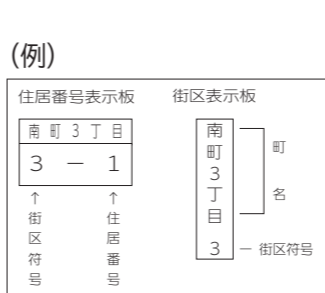 (例)
住居番号表示板
南町3丁目
3 － 1
↑
街区符号
↑
住居番号
街区表示板
南町3丁目
3
町名
街区符号